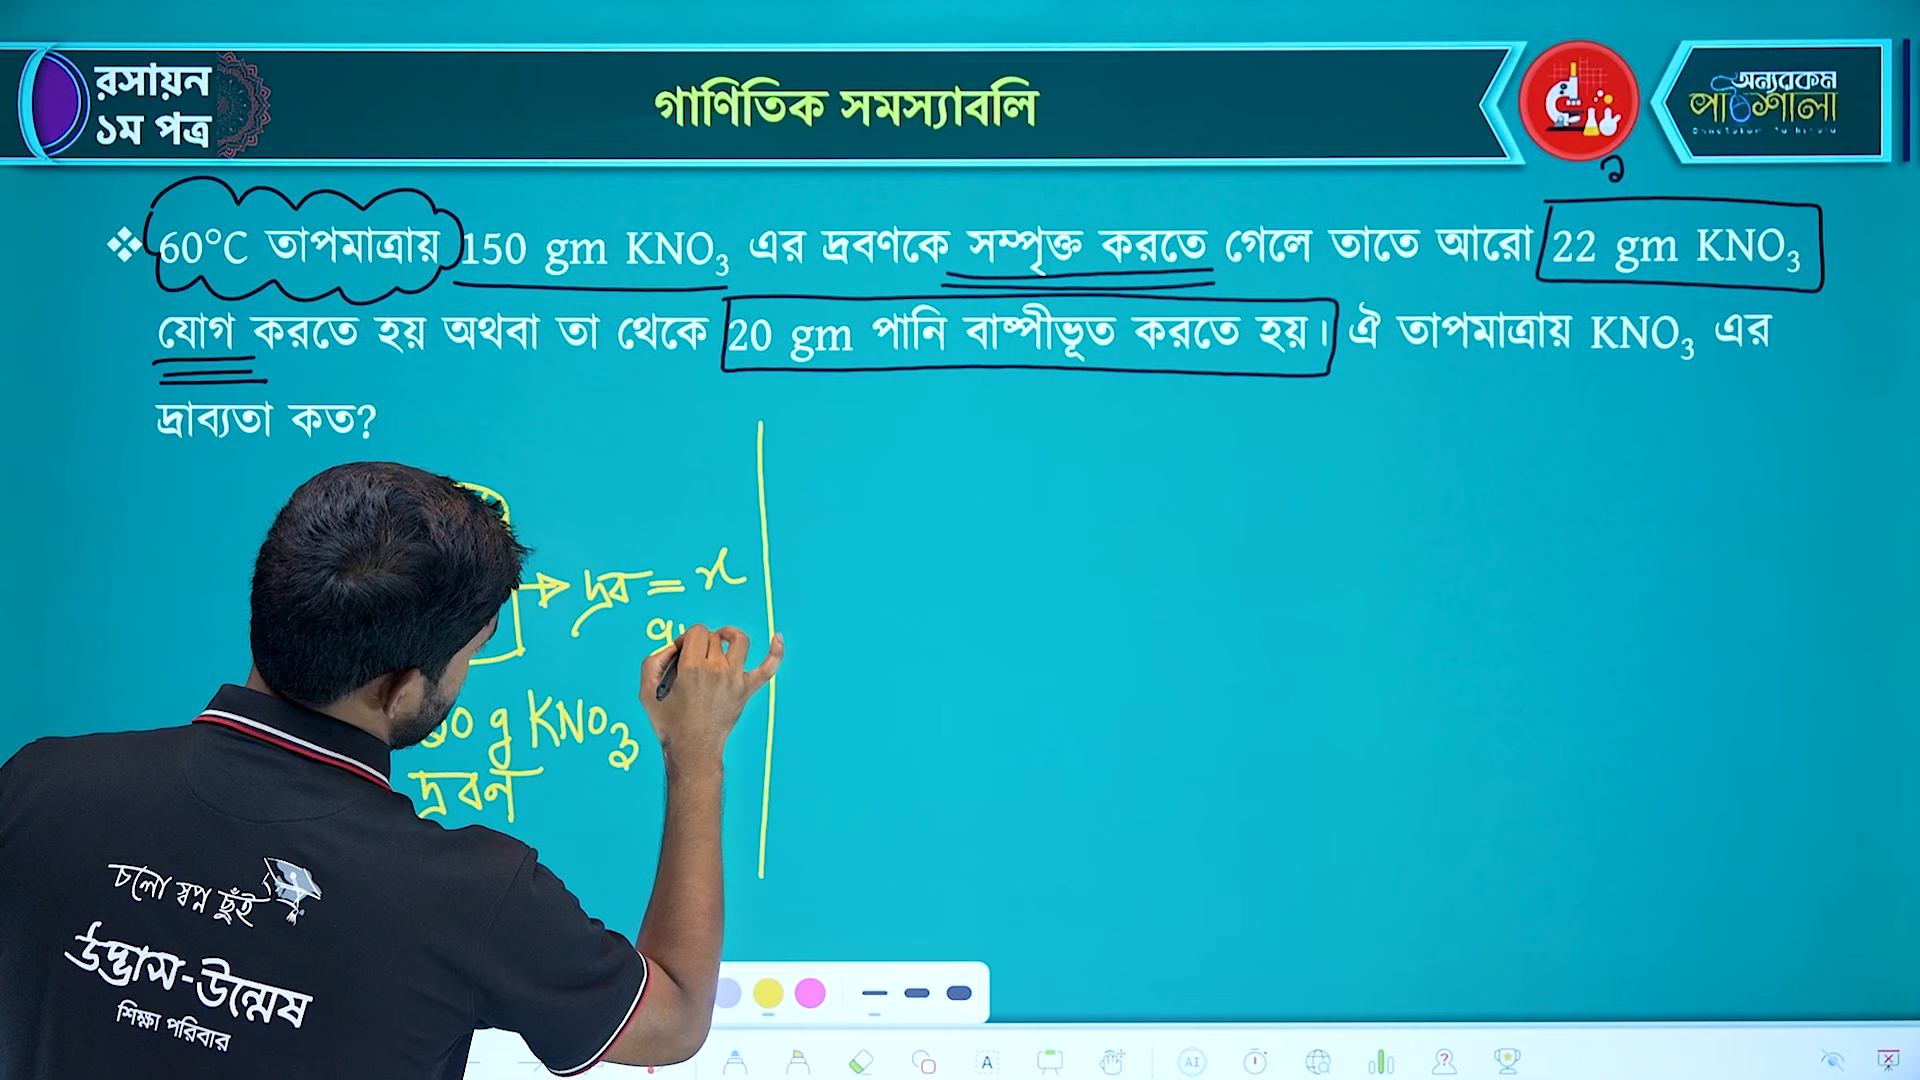 রসায়ন
১ম পত্র
গাণিতিক সমস্যাবলি
অন্যরকম
পাঠশালা
❖ 60°C তাপমাত্রায় 150 gm KNO₃ এর দ্রবণকে সম্পৃক্ত করতে গেলে তাতে আরো 22 gm KNO₃
যোগ করতে হয় অথবা তা থেকে 20 gm পানি বাষ্পীভূত করতে হয়। ঐ তাপমাত্রায় KNO₃ এর
দ্রাব্যতা কত?
দ্রব = x
g
0 g KNO₃
দ্রবণ
চলো স্বপ্ন ছুঁই
উদ্ভাস-উন্মেষ
শিক্ষা পরিবার
A
AI